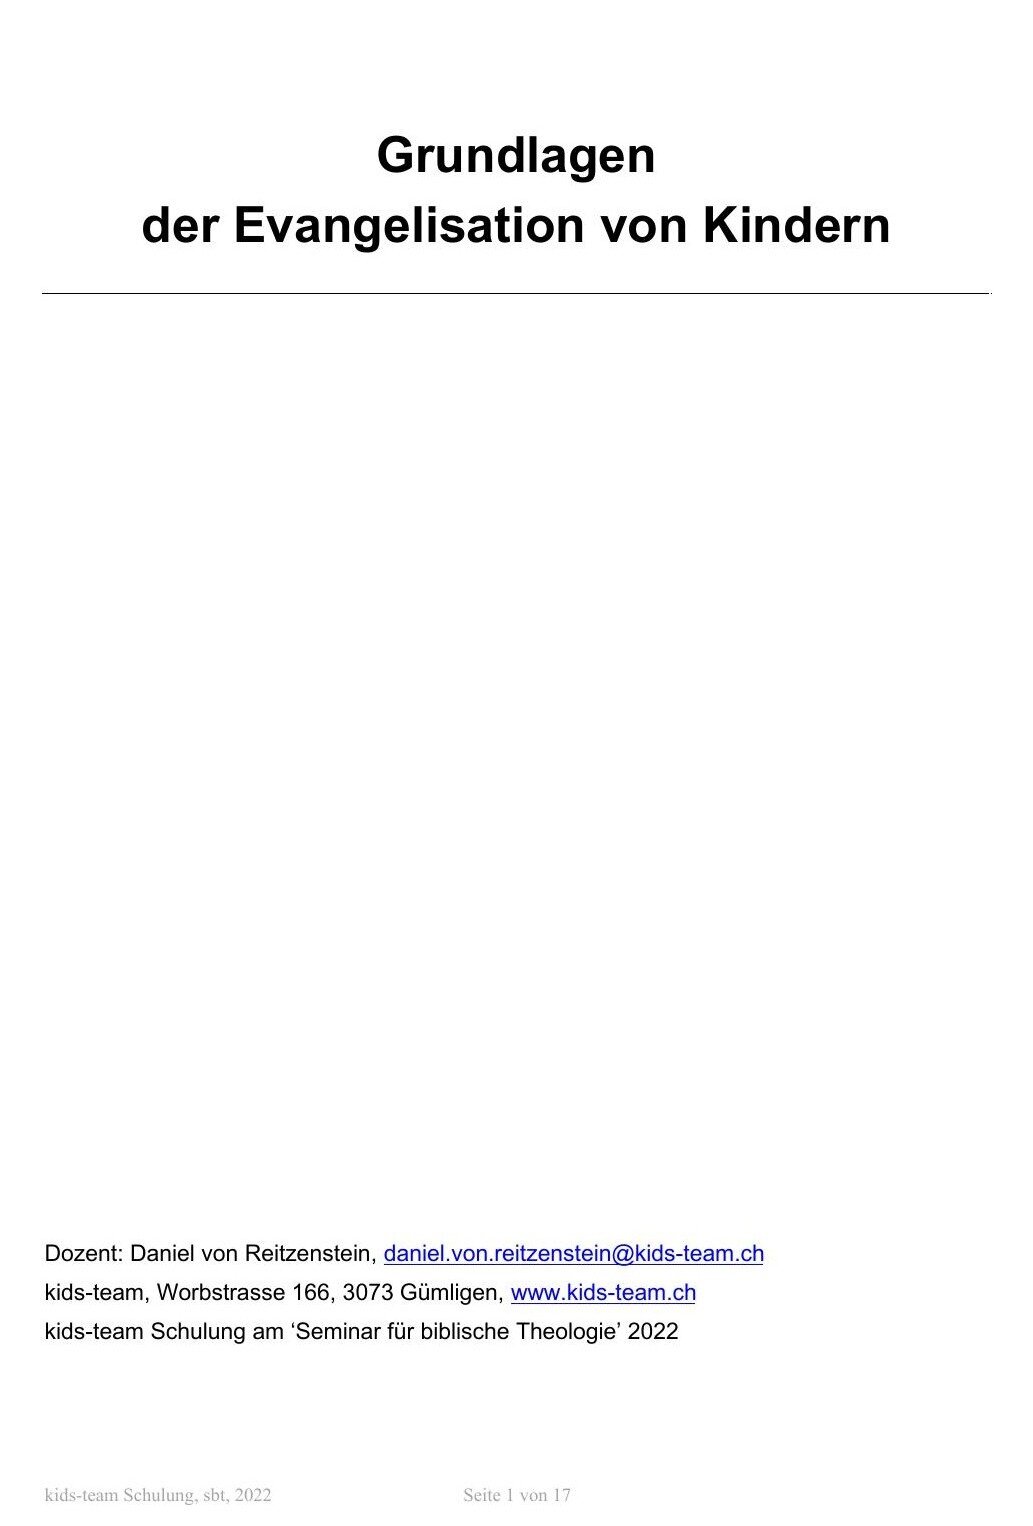 Grundlagen
der Evangelisation von Kindern
Dozent: Daniel von Reitzenstein, daniel.von.reitzenstein@kids-team.ch
kids-team, Worbstrasse 166, 3073 Gümligen, www.kids-team.ch
kids-team Schulung am ‘Seminar für biblische Theologie’ 2022
kids-team Schulung, sbt, 2022 Seite 1 von 17